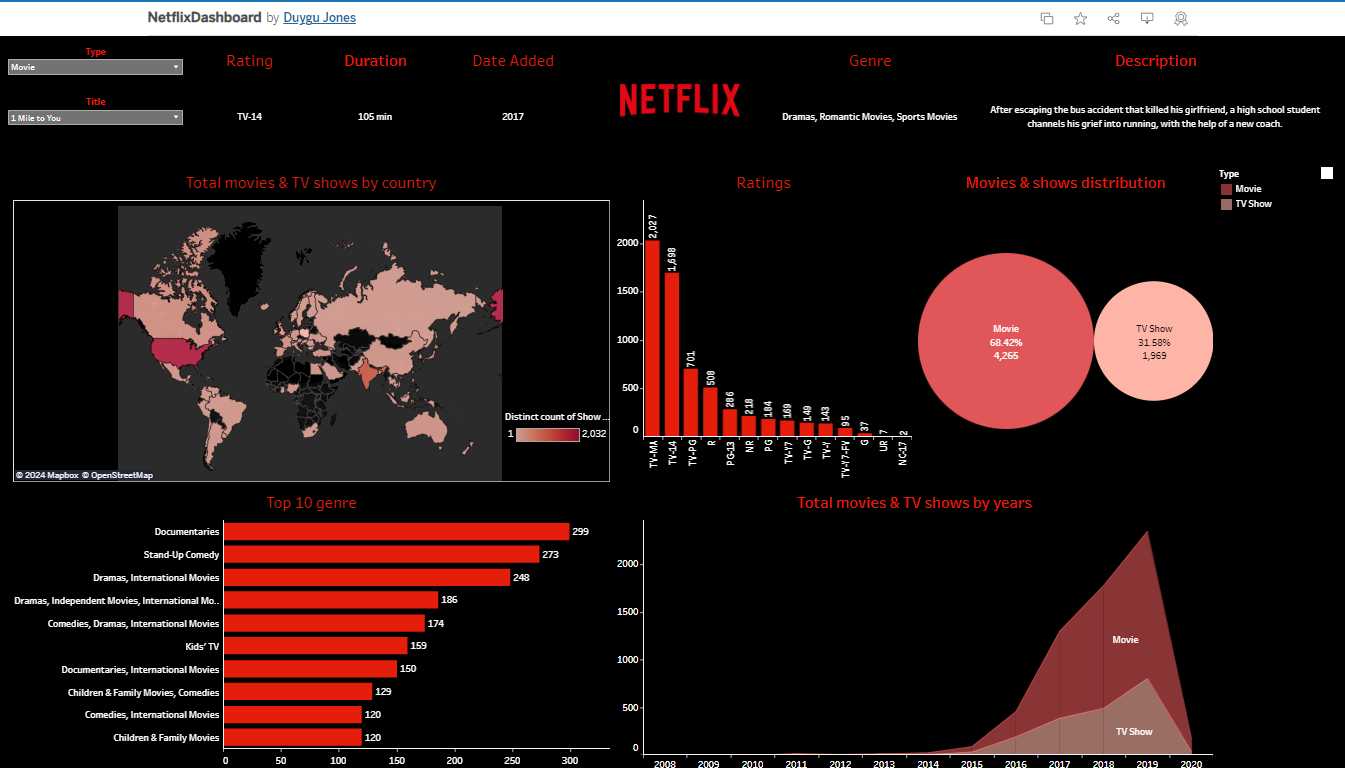 NetflixDashboard by Duygu Jones
Type
Movie
Title
1 Mile to You
Rating
TV-14
Duration
105 min
Date Added
2017
NETFLIX
Genre
Dramas, Romantic Movies, Sports Movies
Description
After escaping the bus accident that killed his girlfriend, a high school student
channels his grief into running, with the help of a new coach.
Total movies & TV shows by country
Distinct count of Show ...
1
2,032
© 2024 Mapbox © OpenStreetMap
Ratings
2000
1500
1000
500
0
2,027
1,698
701
508
286
218
184
169
149
143
95
37
7
2
TV-MA
TV-14
TV-PG
R
PG-13
NR
PG
TV-Y7
TV-G
TV-Y
TV-Y7-FV
G
UR
NC-17
Movies & shows distribution
Type
Movie
TV Show
Movie
68.42%
4,265
TV Show
31.58%
1,969
Top 10 genre
Documentaries 299
Stand-Up Comedy 273
Dramas, International Movies 248
Dramas, Independent Movies, International Mo.. 186
Comedies, Dramas, International Movies 174
Kids' TV 159
Documentaries, International Movies 150
Children & Family Movies, Comedies 129
Comedies, International Movies 120
Children & Family Movies 120
0 50 100 150 200 250 300
Total movies & TV shows by years
2000
1500
1000
500
0
Movie
TV Show
2008 2009 2010 2011 2012 2013 2014 2015 2016 2017 2018 2019 2020